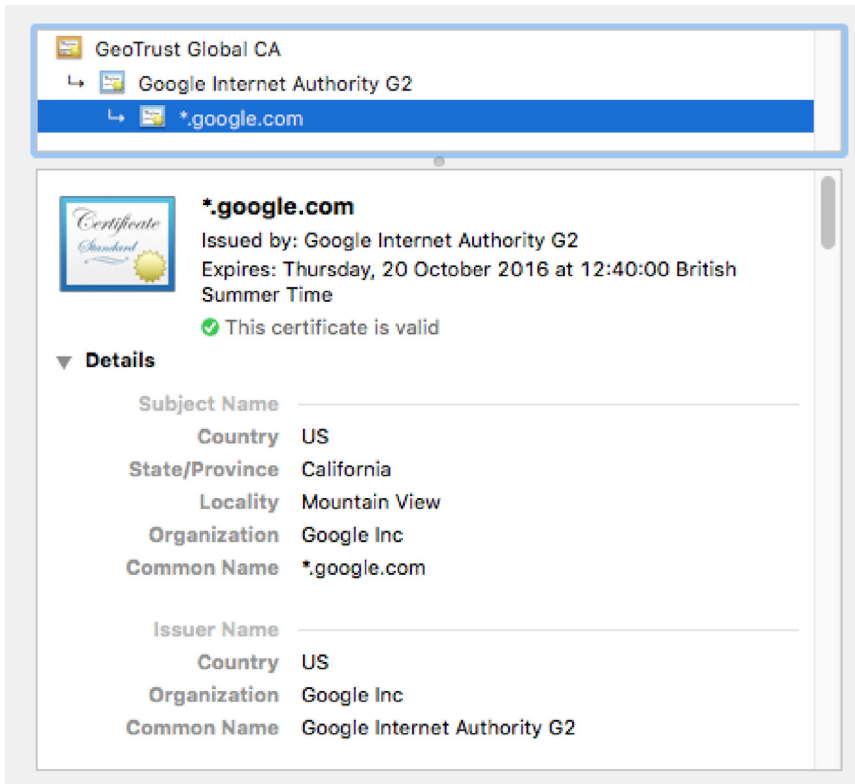 GeoTrust Global CA
Google Internet Authority G2
*.google.com
Certificate
Standard
*.google.com
Issued by: Google Internet Authority G2
Expires: Thursday, 20 October 2016 at 12:40:00 British
Summer Time
This certificate is valid
Details
Subject Name
Country US
State/Province California
Locality Mountain View
Organization Google Inc
Common Name *.google.com
Issuer Name
Country US
Organization Google Inc
Common Name Google Internet Authority G2